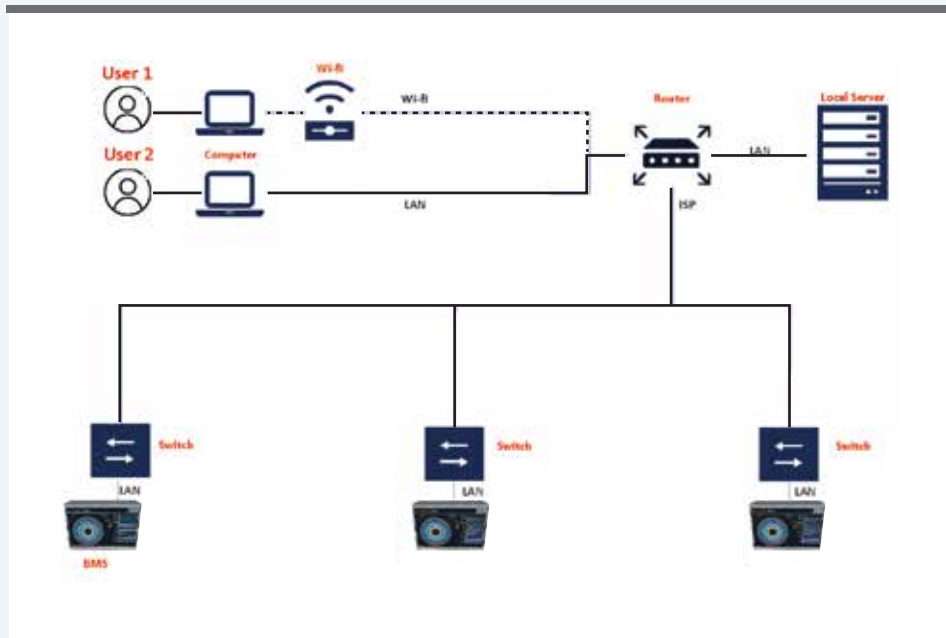 User 1
Wi-fi
Wi-fi
Router
Local Server
User 2
Computer
LAN
LAN
ISP
Switch
Switch
Switch
LAN
LAN
LAN
BMS